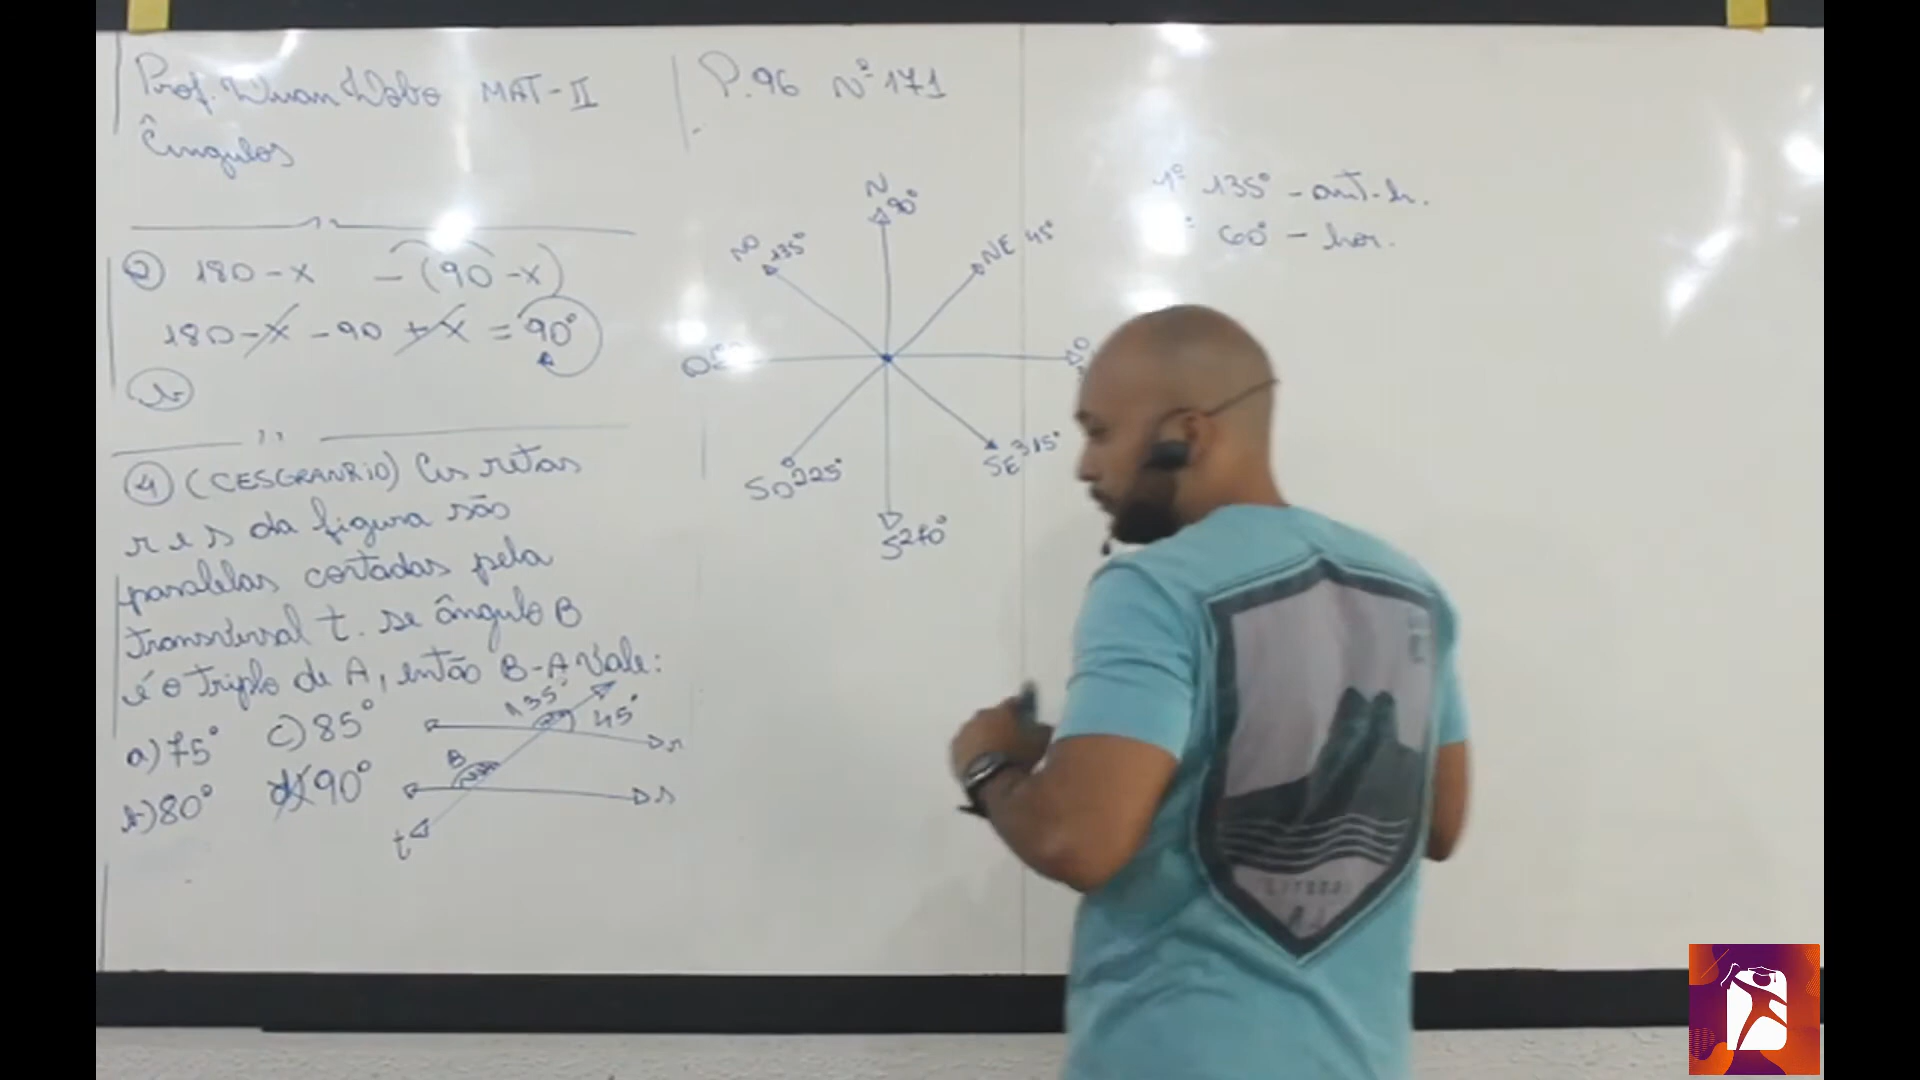 Prof. Luan Lobo MAT-II
Ângulos
2) 180-x -(90-x)
180-x-90+x = 90°
b
4) (CESGRANRIO) As retas
r e s da figura são
paralelas cortadas pela
transversal t. se ângulo B
é o triplo de A, então B-A vale:
a) 75° c) 85°
b) 80° d) 90°
135° 45°
r
B
s
t
P.96 Nº 171
N 90°
NO 135°
NE 45°
O
SO 225°
SE 315°
S 270°
1º 135° - ant-h.
60° - hor.